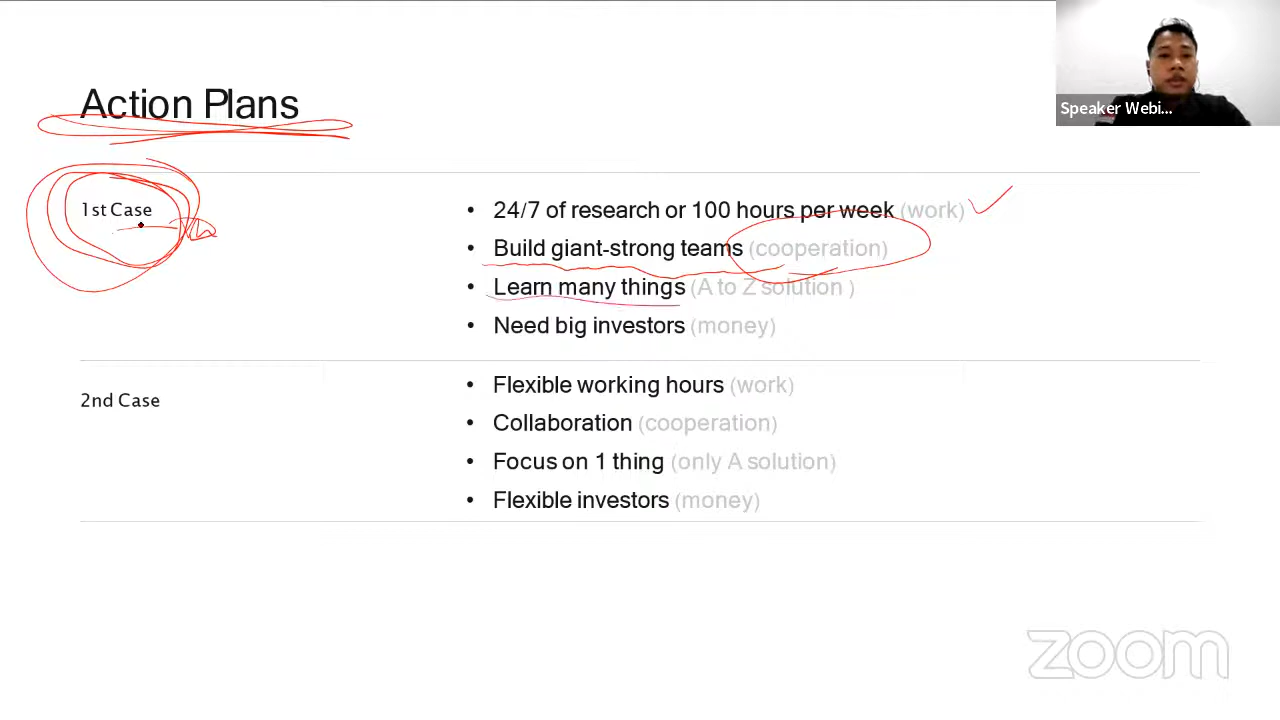 Action Plans
Speaker Webi...
1st Case
• 24/7 of research or 100 hours per week (work)
• Build giant-strong teams (cooperation)
• Learn many things (A to Z solution )
• Need big investors (money)
2nd Case
• Flexible working hours (work)
• Collaboration (cooperation)
• Focus on 1 thing (only A solution)
• Flexible investors (money)
zoom